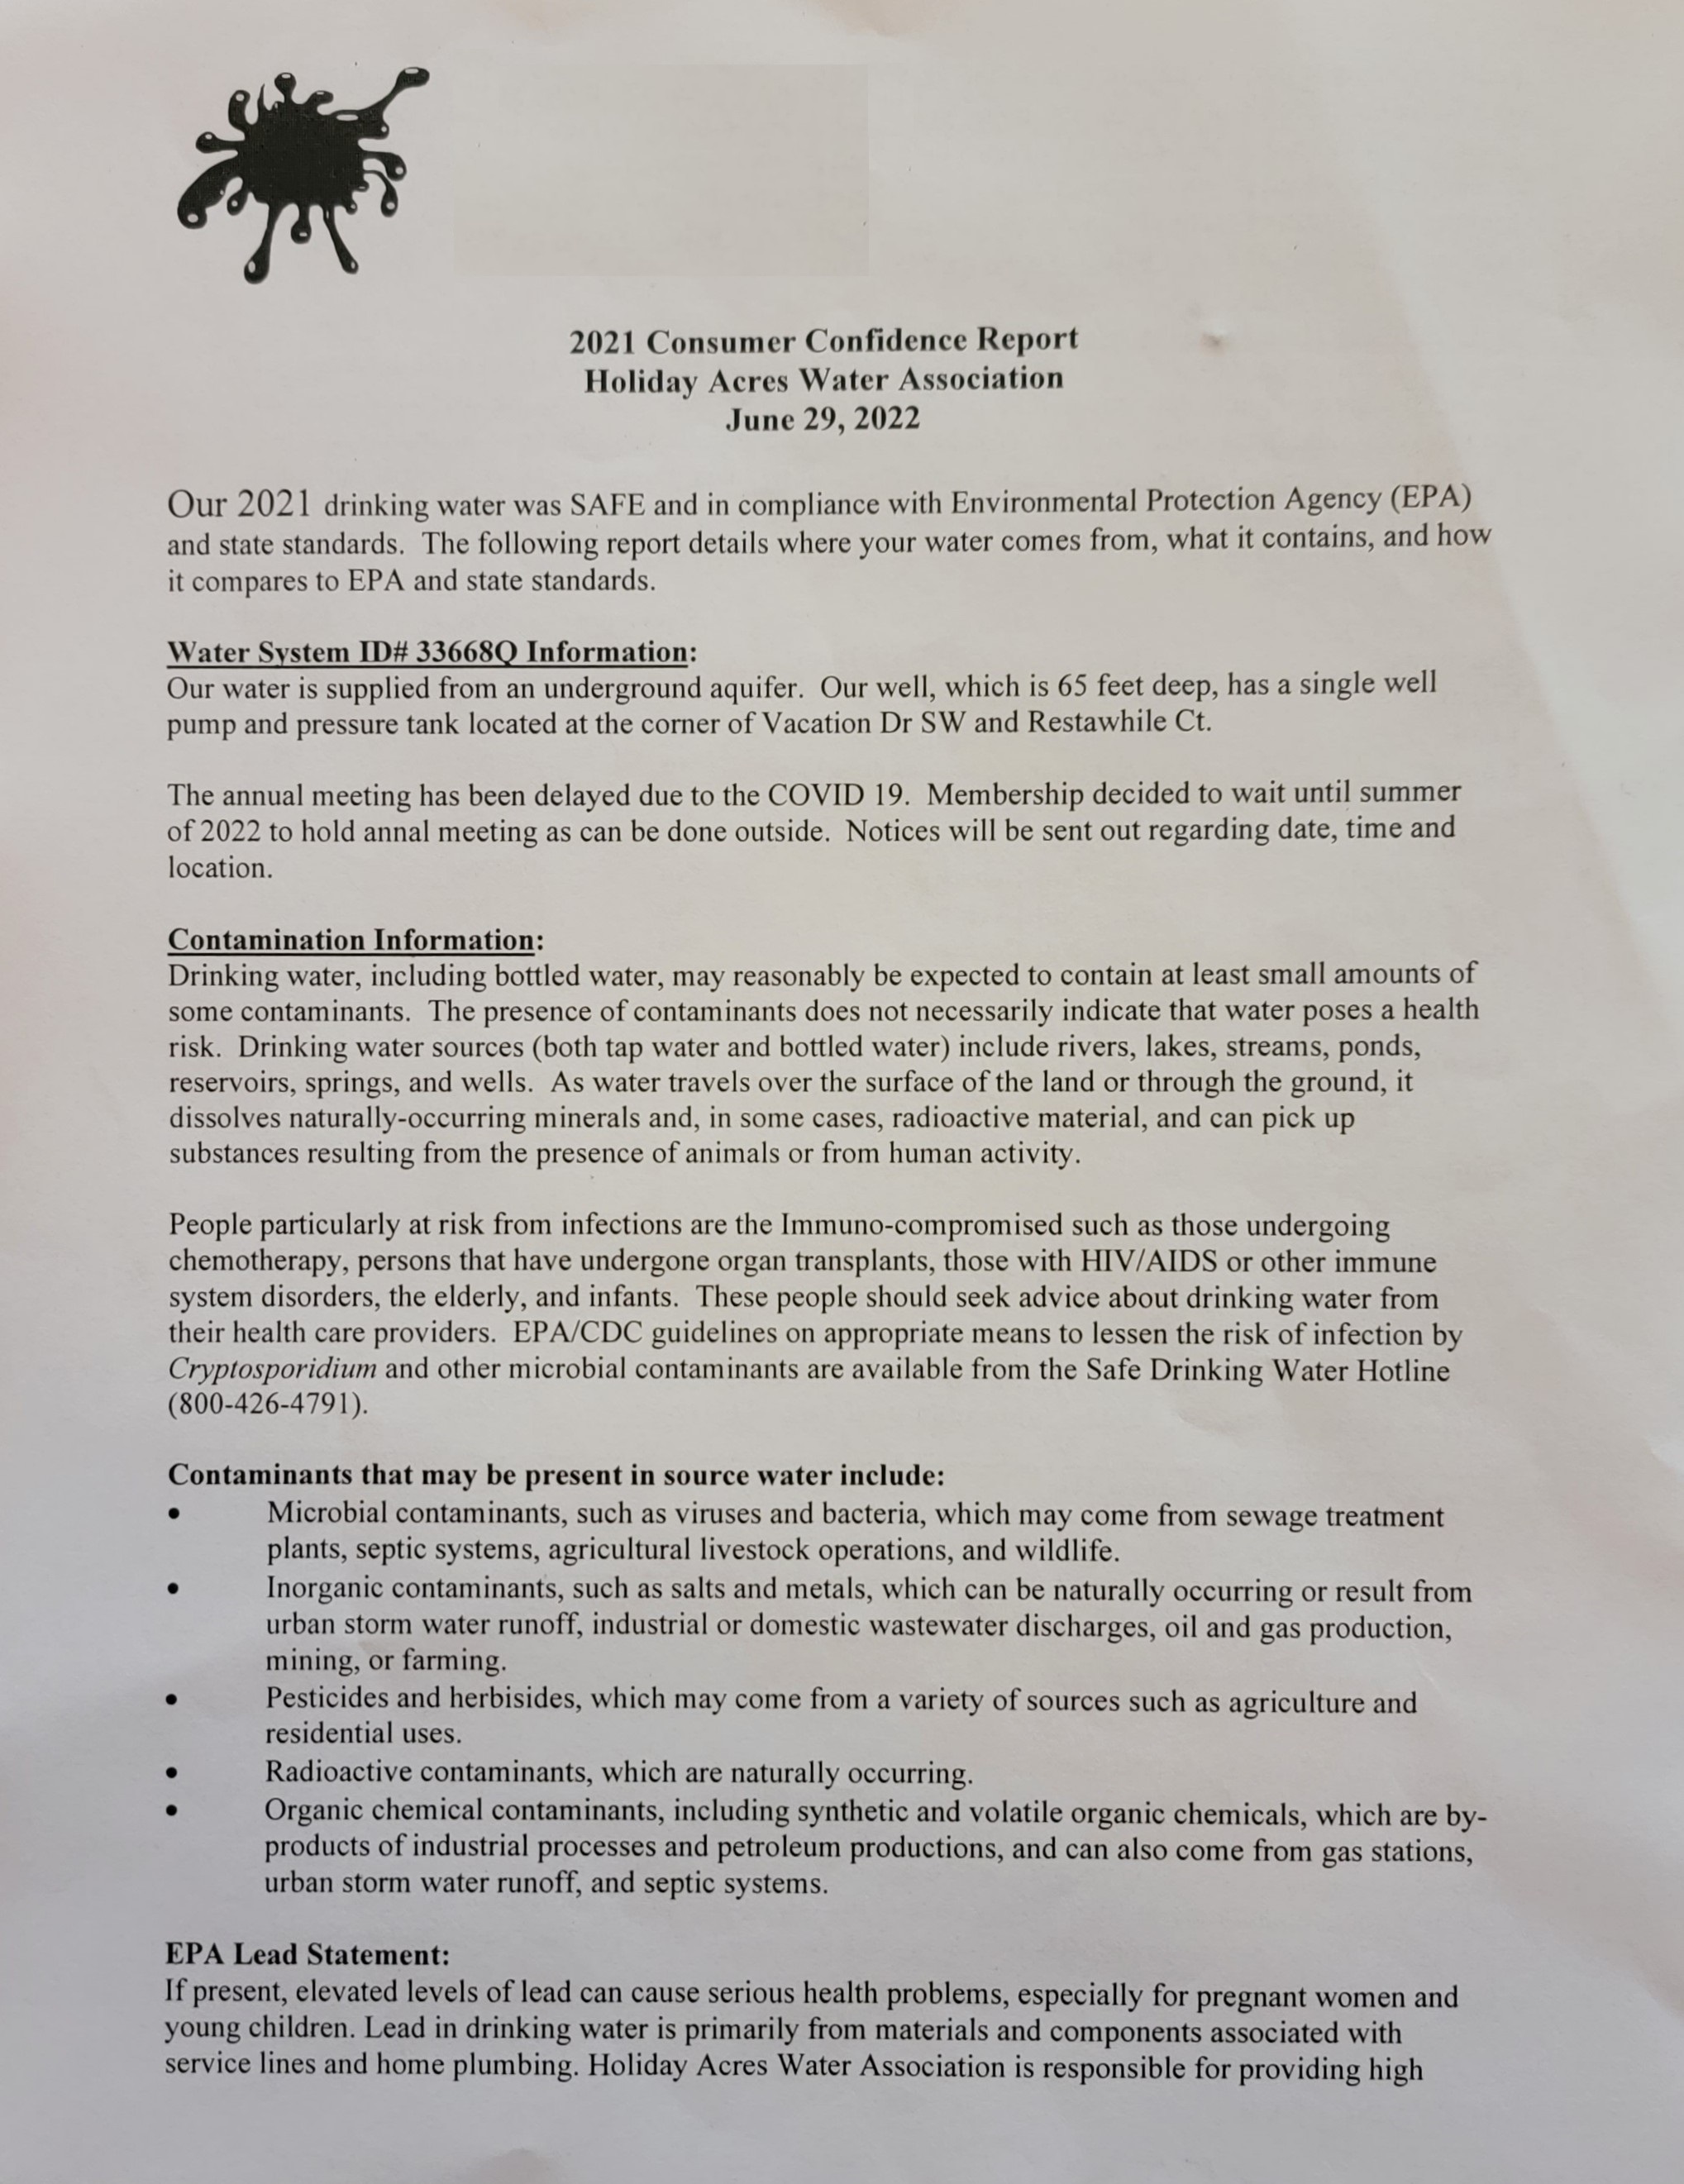 2021 Consumer Confidence Report
Holiday Acres Water Association
June 29, 2022
Our 2021 drinking water was SAFE and in compliance with Environmental Protection Agency (EPA)
and state standards. The following report details where your water comes from, what it contains, and how
it compares to EPA and state standards.
Water System ID# 33668Q Information:
Our water is supplied from an underground aquifer. Our well, which is 65 feet deep, has a single well
pump and pressure tank located at the corner of Vacation Dr SW and Restawhile Ct.
The annual meeting has been delayed due to the COVID 19. Membership decided to wait until summer
of 2022 to hold annal meeting as can be done outside. Notices will be sent out regarding date, time and
location.
Contamination Information:
Drinking water, including bottled water, may reasonably be expected to contain at least small amounts of
some contaminants. The presence of contaminants does not necessarily indicate that water poses a health
risk. Drinking water sources (both tap water and bottled water) include rivers, lakes, streams, ponds,
reservoirs, springs, and wells. As water travels over the surface of the land or through the ground, it
dissolves naturally-occurring minerals and, in some cases, radioactive material, and can pick up
substances resulting from the presence of animals or from human activity.
People particularly at risk from infections are the Immuno-compromised such as those undergoing
chemotherapy, persons that have undergone organ transplants, those with HIV/AIDS or other immune
system disorders, the elderly, and infants. These people should seek advice about drinking water from
their health care providers. EPA/CDC guidelines on appropriate means to lessen the risk of infection by
Cryptosporidium and other microbial contaminants are available from the Safe Drinking Water Hotline
(800-426-4791).
Contaminants that may be present in source water include:
• Microbial contaminants, such as viruses and bacteria, which may come from sewage treatment
plants, septic systems, agricultural livestock operations, and wildlife.
• Inorganic contaminants, such as salts and metals, which can be naturally occurring or result from
urban storm water runoff, industrial or domestic wastewater discharges, oil and gas production,
mining, or farming.
• Pesticides and herbisides, which may come from a variety of sources such as agriculture and
residential uses.
• Radioactive contaminants, which are naturally occurring.
• Organic chemical contaminants, including synthetic and volatile organic chemicals, which are by-
products of industrial processes and petroleum productions, and can also come from gas stations,
urban storm water runoff, and septic systems.
EPA Lead Statement:
If present, elevated levels of lead can cause serious health problems, especially for pregnant women and
young children. Lead in drinking water is primarily from materials and components associated with
service lines and home plumbing. Holiday Acres Water Association is responsible for providing high